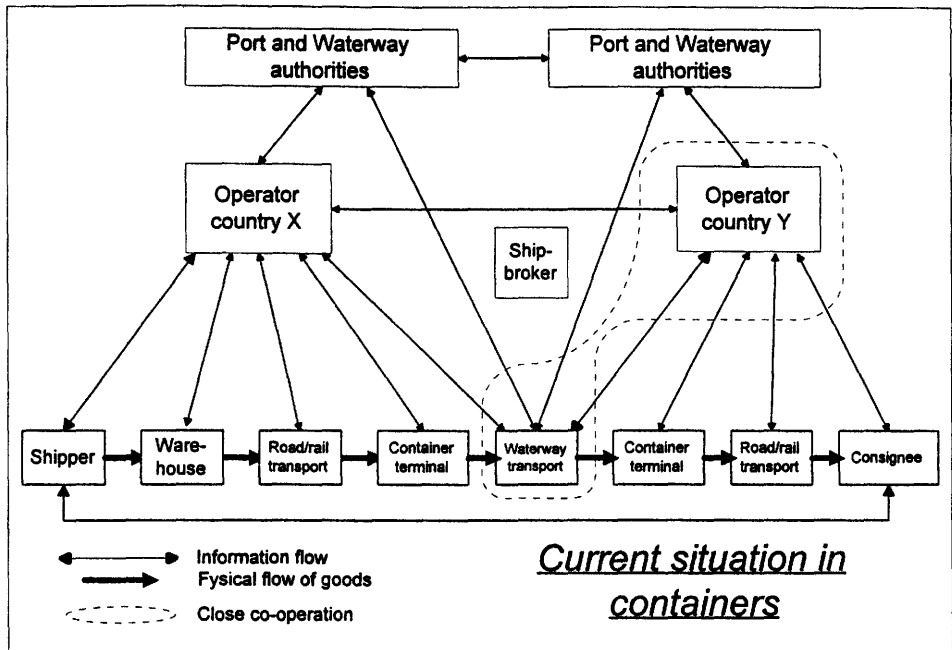 Port and Waterway
authorities
Port and Waterway
authorities
Operator
country X
Operator
country Y
Ship-
broker
Shipper
Ware-
house
Road/rail
transport
Container
terminal
Waterway
transport
Container
terminal
Road/rail
transport
Consignee
Information flow
Fysical flow of goods
Close co-operation
Current situation in
containers